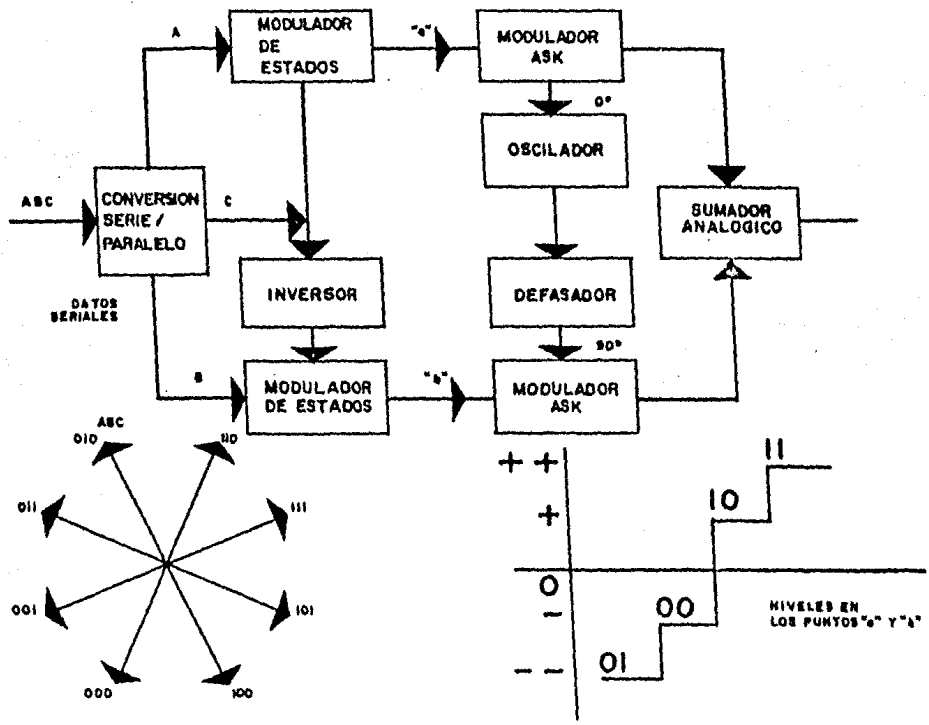 A
MODULADOR
DE
ESTADOS
"a"
MODULADOR
ASK
0°
OSCILADOR
ABC
CONVERSION
SERIE /
PARALELO
C
SUMADOR
ANALOGICO
DATOS
SERIALES
INVERSOR
DEFASADOR
90°
B
MODULADOR
DE ESTADOS
"b"
MODULADOR
ASK
ABC
010
110
011
111
001
101
000
100
+ +
+
0
-
- -
11
10
00
01
NIVELES EN
LOS PUNTOS "a" Y "b"